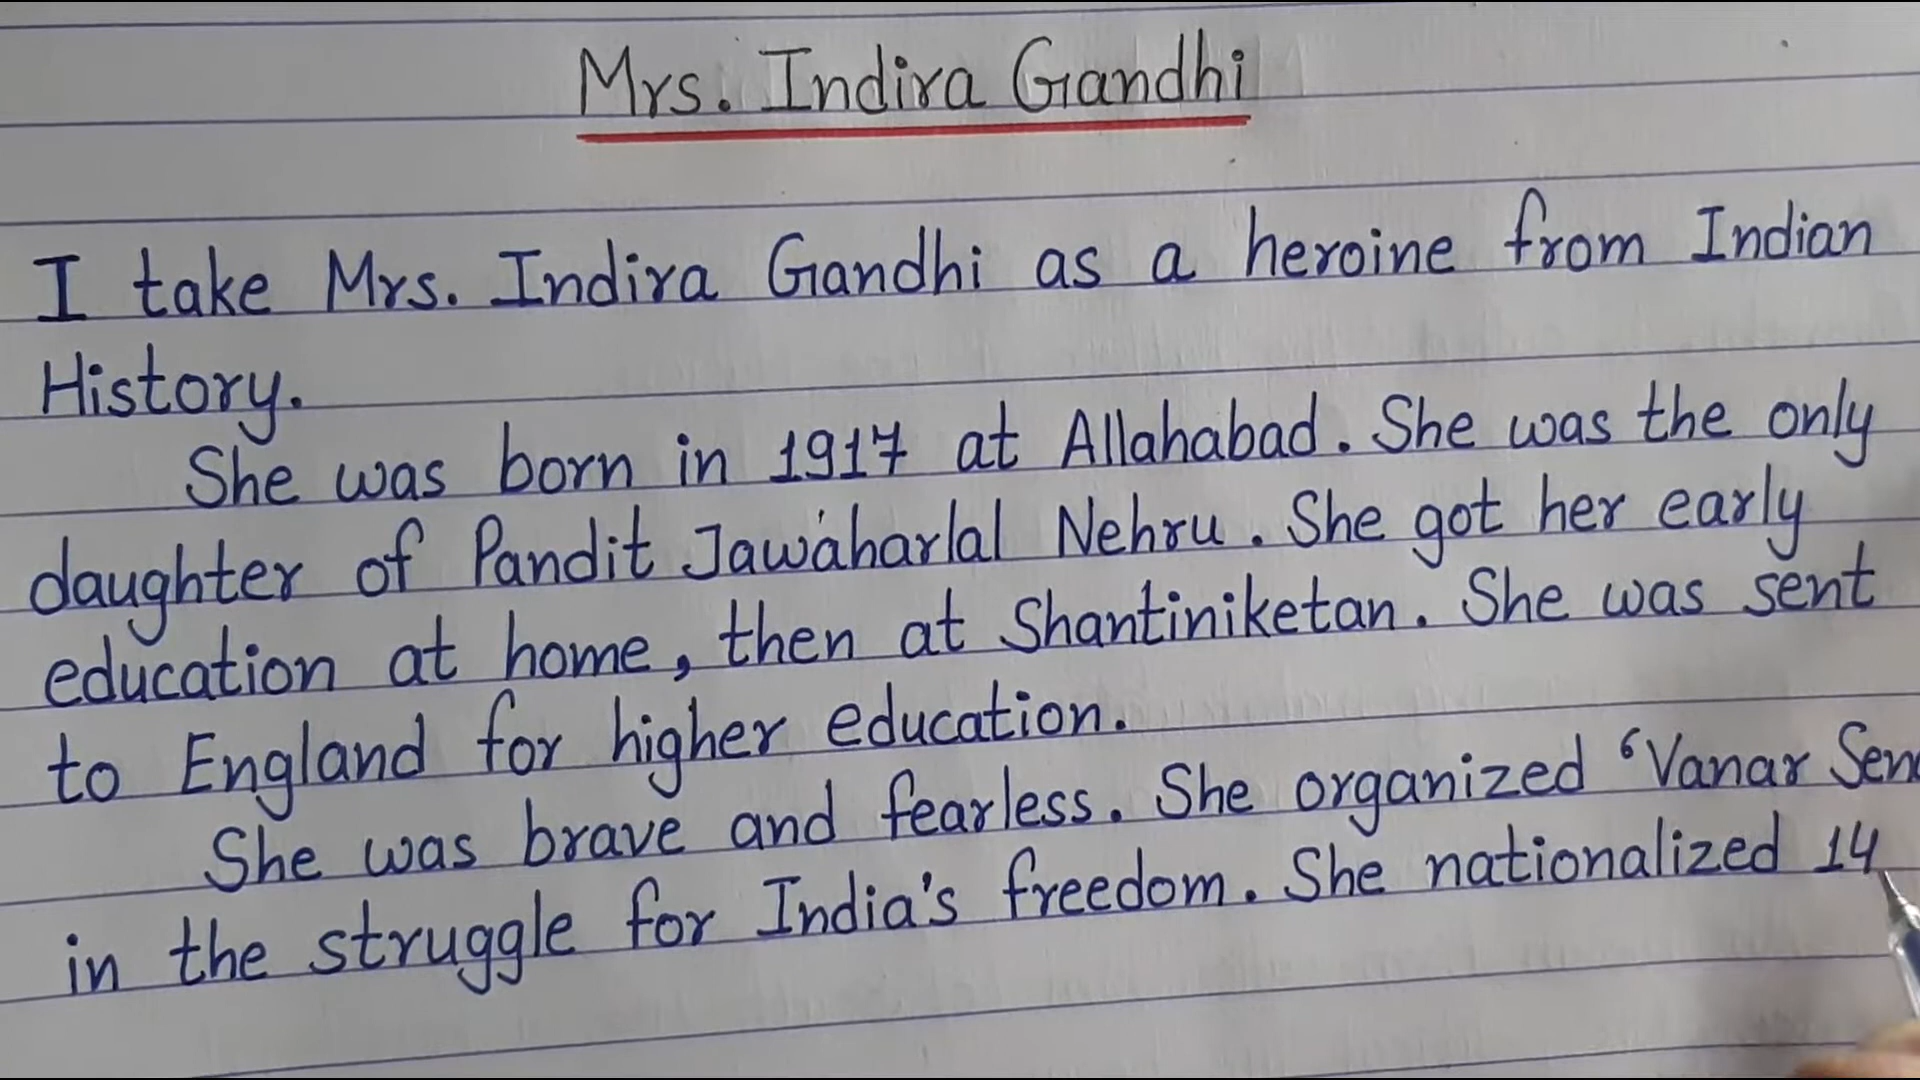 Mrs. Indira Gandhi
I take Mrs. Indira Gandhi as a heroine from Indian
History.
She was born in 1917 at Allahabad. She was the only
daughter of Pandit Jawaharlal Nehru. She got her early
education at home, then at Shantiniketan. She was sent
to England for higher education.
She was brave and fearless. She organized ‘Vanar Sen
in the struggle for India's freedom. She nationalized 14